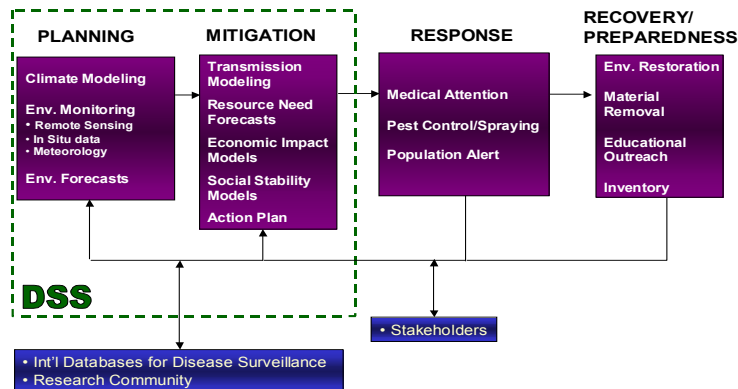 PLANNING
Climate Modeling
Env. Monitoring
• Remote Sensing
• In Situ data
• Meteorology
Env. Forecasts
MITIGATION
Transmission
Modeling
Resource Need
Forecasts
Economic Impact
Models
Social Stability
Models
Action Plan
RESPONSE
Medical Attention
Pest Control/Spraying
Population Alert
RECOVERY/
PREPAREDNESS
Env. Restoration
Material
Removal
Educational
Outreach
Inventory
DSS
• Stakeholders
• Int'l Databases for Disease Surveillance
• Research Community